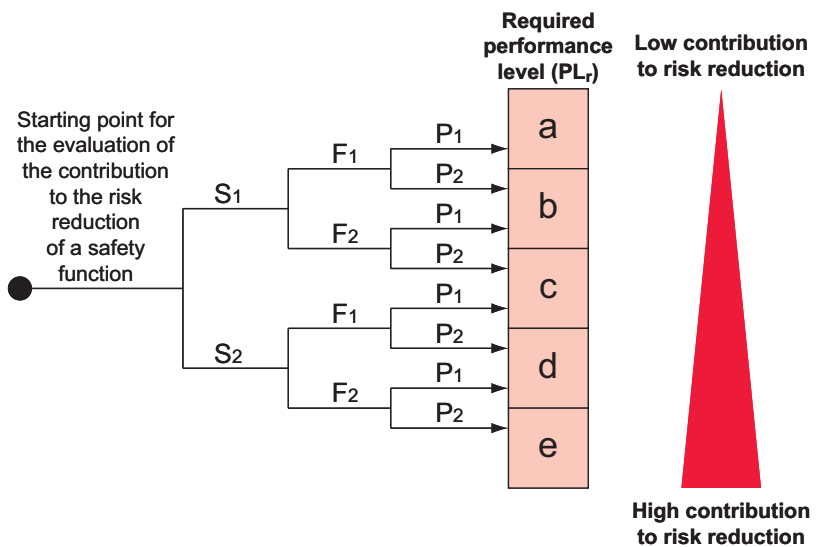 Required
performance
level (PLr)
Low contribution
to risk reduction
Starting point for
the evaluation of
the contribution
to the risk
reduction
of a safety
function
S1
F1
P1
P2
F2
P1
P2
S2
F1
P1
P2
F2
P1
P2
a
b
c
d
e
High contribution
to risk reduction